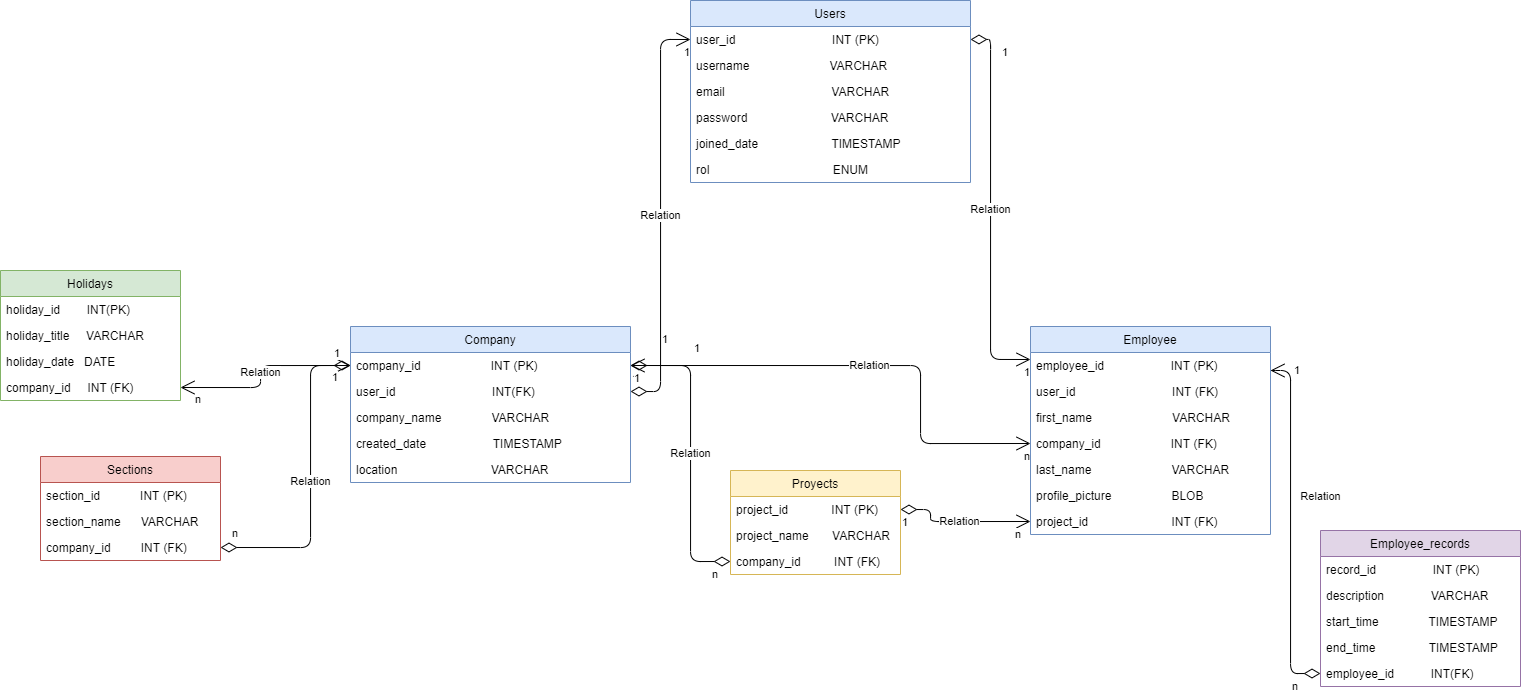 Users
user_id INT (PK)
1
1
username VARCHAR
email VARCHAR
password VARCHAR
joined_date TIMESTAMP
rol ENUM
Relation
Relation
Holidays
holiday_id INT(PK)
holiday_title VARCHAR
holiday_date DATE
company_id INT (FK)
Relation
n
1
1
Company
company_id INT (PK)
user_id INT(FK)
company_name VARCHAR
created_date TIMESTAMP
location VARCHAR
1
1
:1
Relation
1
Employee
employee_id INT (PK)
user_id INT (FK)
first_name VARCHAR
company_id INT (FK)
last_name VARCHAR
profile_picture BLOB
project_id INT (FK)
n
1
Sections
section_id INT (PK)
section_name VARCHAR
company_id INT (FK)
n
Relation
Relation
Proyects
project_id INT (PK)
project_name VARCHAR
company_id INT (FK)
n
1
Relation
n
Relation
Employee_records
record_id INT (PK)
description VARCHAR
start_time TIMESTAMP
end_time TIMESTAMP
employee_id INT(FK)
n